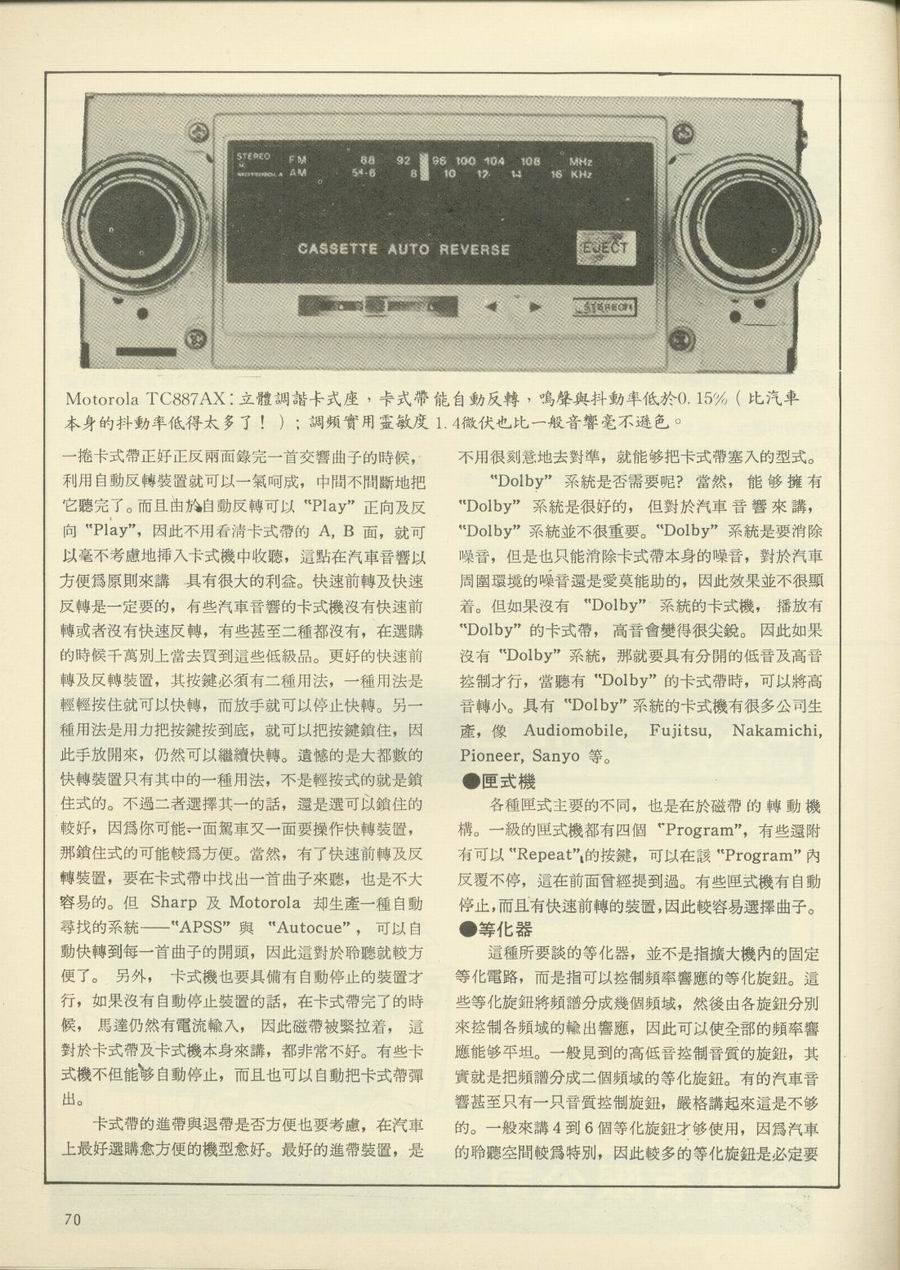 STEREO FM 88 92 96 100 104 108 MHz
MOTOROLA AM 54·6 8 10 12 14 16 KHz
CASSETTE AUTO REVERSE
EJECT
STEREO
Motorola TC887AX:立體調諧卡式座,卡式帶能自動反轉,鳴聲與抖動率低於0.15%(比汽車
本身的抖動率低得太多了!);調頻實用靈敏度1.4微伏也比一般音響毫不遜色。
一捲卡式帶正好正反兩面錄完一首交響曲子的時候,
利用自動反轉裝置就可以一氣呵成,中間不間斷地把
它聽完了。而且由於自動反轉可以“Play”正向及反
向“Play”,因此不用看清卡式帶的 A, B 面,就可
以毫不考慮地揷入卡式機中收聽,這點在汽車音響以
方便爲原則來講 具有很大的利益。快速前轉及快速
反轉是一定要的,有些汽車音響的卡式機沒有快速前
轉或者沒有快速反轉,有些甚至二種都沒有,在選購
的時候千萬別上當去買到這些低級品。更好的快速前
轉及反轉裝置,其按鍵必須有二種用法,一種用法是
輕輕按住就可以快轉,而放手就可以停止快轉。另一
種用法是用力把按鍵按到底,就可以把按鍵鎖住,因
此手放開來,仍然可以繼續快轉。遺憾的是大都數的
快轉裝置只有其中的一種用法,不是輕按式的就是鎖
住式的。不過二者選擇其一的話,還是選可以鎖住的
較好,因爲你可能一面駕車又一面要操作快轉裝置,
那鎖住式的可能較爲方便。當然,有了快速前轉及反
轉裝置,要在卡式帶中找出一首曲子來聽,也是不大
容易的。但 Sharp 及 Motorola 却生產一種自動
尋找的系統——“APSS” 與 “Autocue”,可以自
動快轉到每一首曲子的開頭,因此這對於聆聽就較方
便了。 另外, 卡式機也要具備有自動停止的裝置才
行,如果沒有自動停止裝置的話,在卡式帶完了的時
候, 馬達仍然有電流輸入, 因此磁帶被緊拉着, 這
對於卡式帶及卡式機本身來講,都非常不好。有些卡
式機不但能够自動停止,而且也可以自動把卡式帶彈
出。
卡式帶的進帶與退帶是否方便也要考慮,在汽車
上最好選購愈方便的機型愈好。最好的進帶裝置,是
不用很刻意地去對準,就能够把卡式帶塞入的型式。
“Dolby” 系統是否需要呢? 當然, 能够擁有
“Dolby” 系統是很好的, 但對於汽車音響來講,
“Dolby” 系統並不很重要。“Dolby” 系統是要消除
噪音,但是也只能消除卡式帶本身的噪音,對於汽車
周圍環境的噪音還是愛莫能助的,因此效果並不很顯
着。但如果沒有 “Dolby” 系統的卡式機, 播放有
“Dolby” 的卡式帶, 高音會變得很尖銳。 因此如果
沒有 “Dolby” 系統,那就要具有分開的低音及高音
控制才行,當聽有 “Dolby” 的卡式帶時,可以將高
音轉小。具有 “Dolby” 系統的卡式機有很多公司生
產,像 Audiomobile, Fujitsu, Nakamichi,
Pioneer, Sanyo 等。
●匣式機
各種匣式主要的不同,也是在於磁帶的轉動機
構。一級的匣式機都有四個 “Program”,有些還附
有可以 “Repeat” 的按鍵,可以在該 “Program” 內
反覆不停,這在前面曾經提到過。有些匣式機有自動
停止,而且有快速前轉的裝置,因此較容易選擇曲子。
●等化器
這種所要談的等化器,並不是指擴大機內的固定
等化電路,而是指可以控制頻率響應的等化旋鈕。這
些等化旋鈕將頻譜分成幾個頻域,然後由各旋鈕分別
來控制各頻域的輸出響應,因此可以使全部的頻率響
應能够平坦。一般見到的高低音控制音質的旋鈕,其
實就是把頻譜分成二個頻域的等化旋鈕。有的汽車音
響甚至只有一只音質控制旋鈕,嚴格講起來這是不够
的。一般來講 4 到 6 個等化旋鈕才够使用,因爲汽車
的聆聽空間較爲特別,因此較多的等化旋鈕是必定要
70